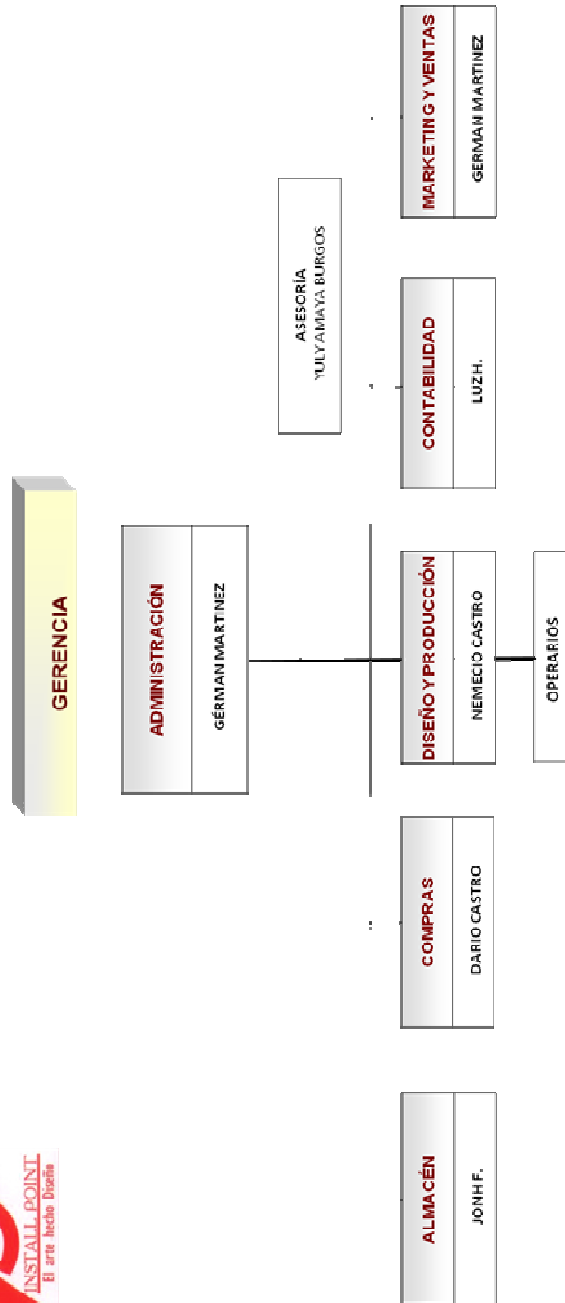 INSTALL POINT
El arte hecho Diseño
GERENCIA
ADMINISTRACIÓN
GERMAN MARTINEZ
ASESORÍA
YULY AMAYA BURGOS
ALMACÉN
JONH F.
COMPRAS
DARIO CASTRO
DISEÑO Y PRODUCCIÓN
NEMECIO CASTRO
OPERARIOS
CONTABILIDAD
LUZ H.
MARKETING Y VENTAS
GERMAN MARTINEZ